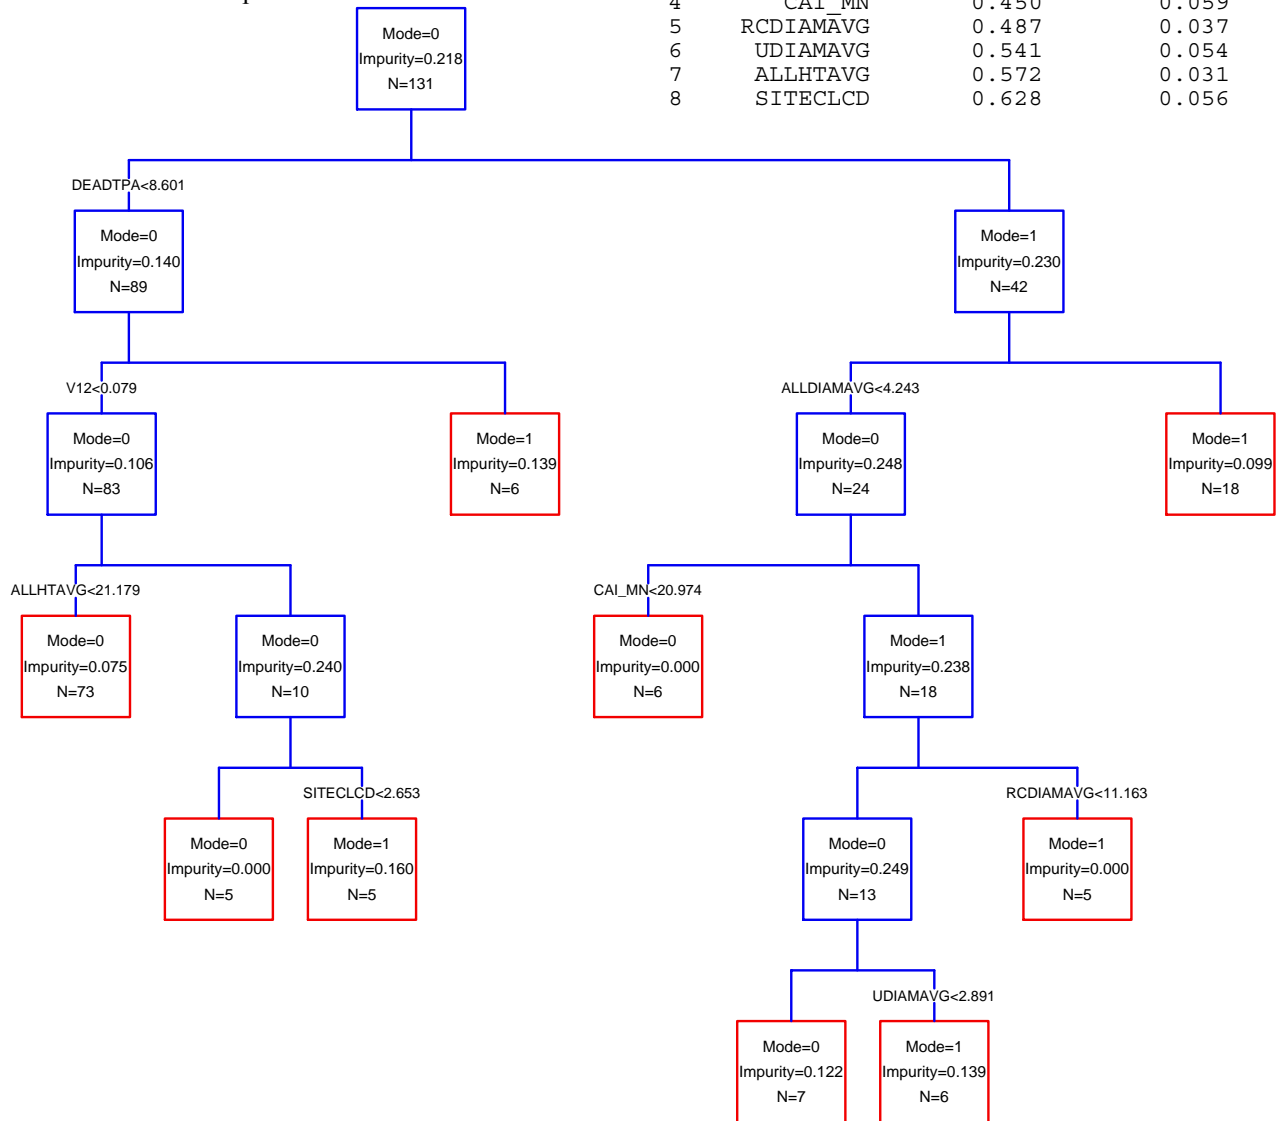 4 CAI_MN 0.450 0.059
5 RCDIAMAVG 0.487 0.037
6 UDIAMAVG 0.541 0.054
7 ALLHTAVG 0.572 0.031
8 SITECLCD 0.628 0.056
Mode=0
Impurity=0.218
N=131
DEADTPA<8.601
Mode=0
Impurity=0.140
N=89
Mode=1
Impurity=0.230
N=42
V12<0.079
ALLDIAMAVG<4.243
Mode=0
Impurity=0.106
N=83
Mode=1
Impurity=0.139
N=6
Mode=0
Impurity=0.248
N=24
Mode=1
Impurity=0.099
N=18
ALLHTAVG<21.179
CAI_MN<20.974
Mode=0
Impurity=0.075
N=73
Mode=0
Impurity=0.240
N=10
Mode=0
Impurity=0.000
N=6
Mode=1
Impurity=0.238
N=18
SITECLCD<2.653
RCDIAMAVG<11.163
Mode=0
Impurity=0.000
N=5
Mode=1
Impurity=0.160
N=5
Mode=0
Impurity=0.249
N=13
Mode=1
Impurity=0.000
N=5
UDIAMAVG<2.891
Mode=0
Impurity=0.122
N=7
Mode=1
Impurity=0.139
N=6